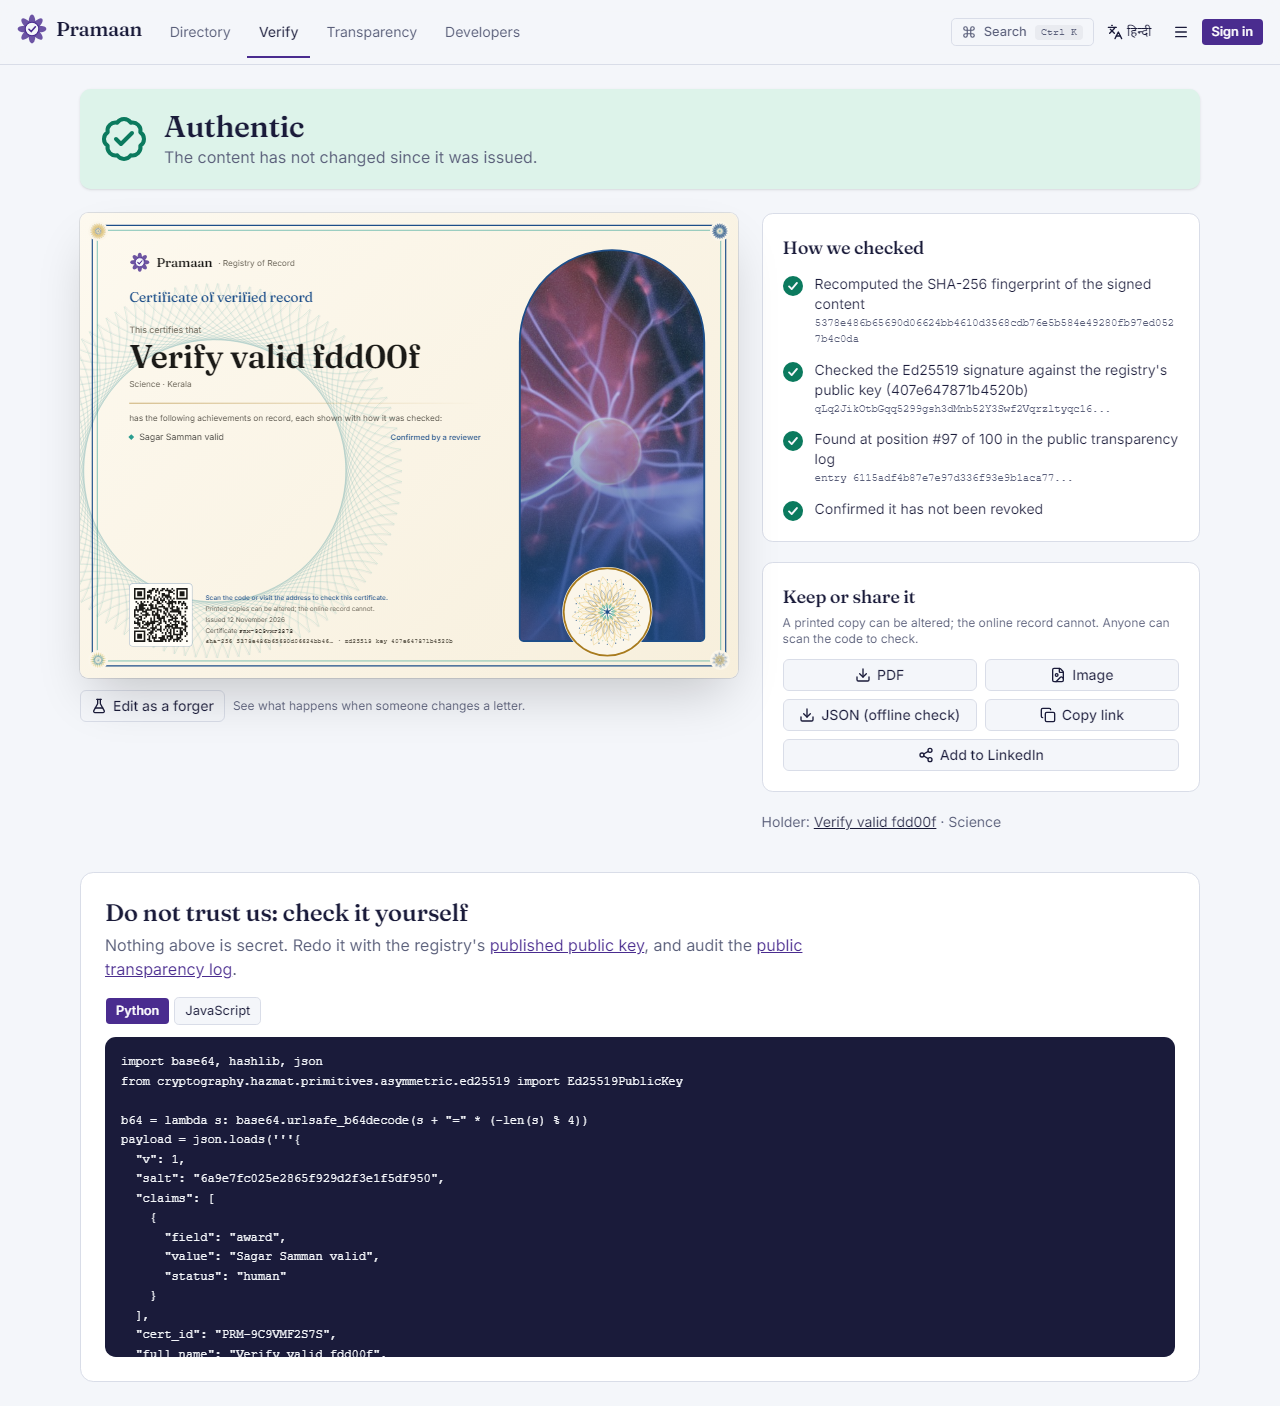 Pramaan
Directory
Verify
Transparency
Developers
Search
Ctrl K
हिन्दी
Sign in
Authentic
The content has not changed since it was issued.
Pramaan · Registry of Record
Certificate of verified record
This certifies that
Verify valid fdd00f
Science · Kerala
has the following achievements on record, each shown with how it was checked:
Sagar Samman valid
Confirmed by a reviewer
Scan the code or visit the address to check this certificate.
Printed copies can be altered; the online record cannot.
Issued 12 November 2026
Certificate
Edit as a forger
See what happens when someone changes a letter.
How we checked
Recomputed the SHA-256 fingerprint of the signed
content
5378e486b65690d06624bb4610d3568cdb76e5b584e49280fb97ed052
7b4c0da
Checked the Ed25519 signature against the registry's
public key (407e647871b4520b)
qLq2JikOtbGqq5299gsh3dMnb52Y3SWf2Vqrzltyqc16...
Found at position #97 of 100 in the public transparency
log
entry 6115adf4b87e7e97d336f93e9b1aca77...
Confirmed it has not been revoked
Keep or share it
A printed copy can be altered; the online record cannot. Anyone can
scan the code to check.
PDF
Image
JSON (offline check)
Copy link
Add to LinkedIn
Holder: Verify valid fdd00f · Science
Do not trust us: check it yourself
Nothing above is secret. Redo it with the registry's published public key, and audit the public
transparency log.
Python
JavaScript
import base64, hashlib, json
from cryptography.hazmat.primitives.asymmetric.ed25519 import Ed25519PublicKey
b64 = lambda s: base64.urlsafe_b64decode(s + "=" * (-len(s) % 4))
payload = json.loads('''{
"v": 1,
"salt": "6a9e7fc025e2865f929d2f3e1f5df950",
"claims": [
{
"field": "award",
"value": "Sagar Samman valid",
"status": "human"
}
],
"cert_id": "PRM-9C9VMF2S7S",
"full_name": "Verify valid fdd00f",